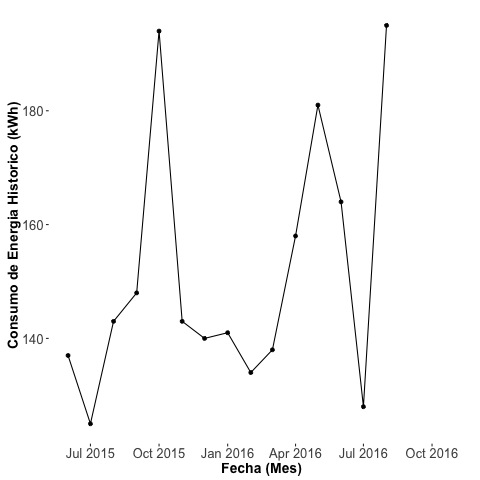 Consumo de Energia Historico (kWh)
180
160
140
Jul 2015 Oct 2015 Jan 2016 Apr 2016 Jul 2016 Oct 2016
Fecha (Mes)